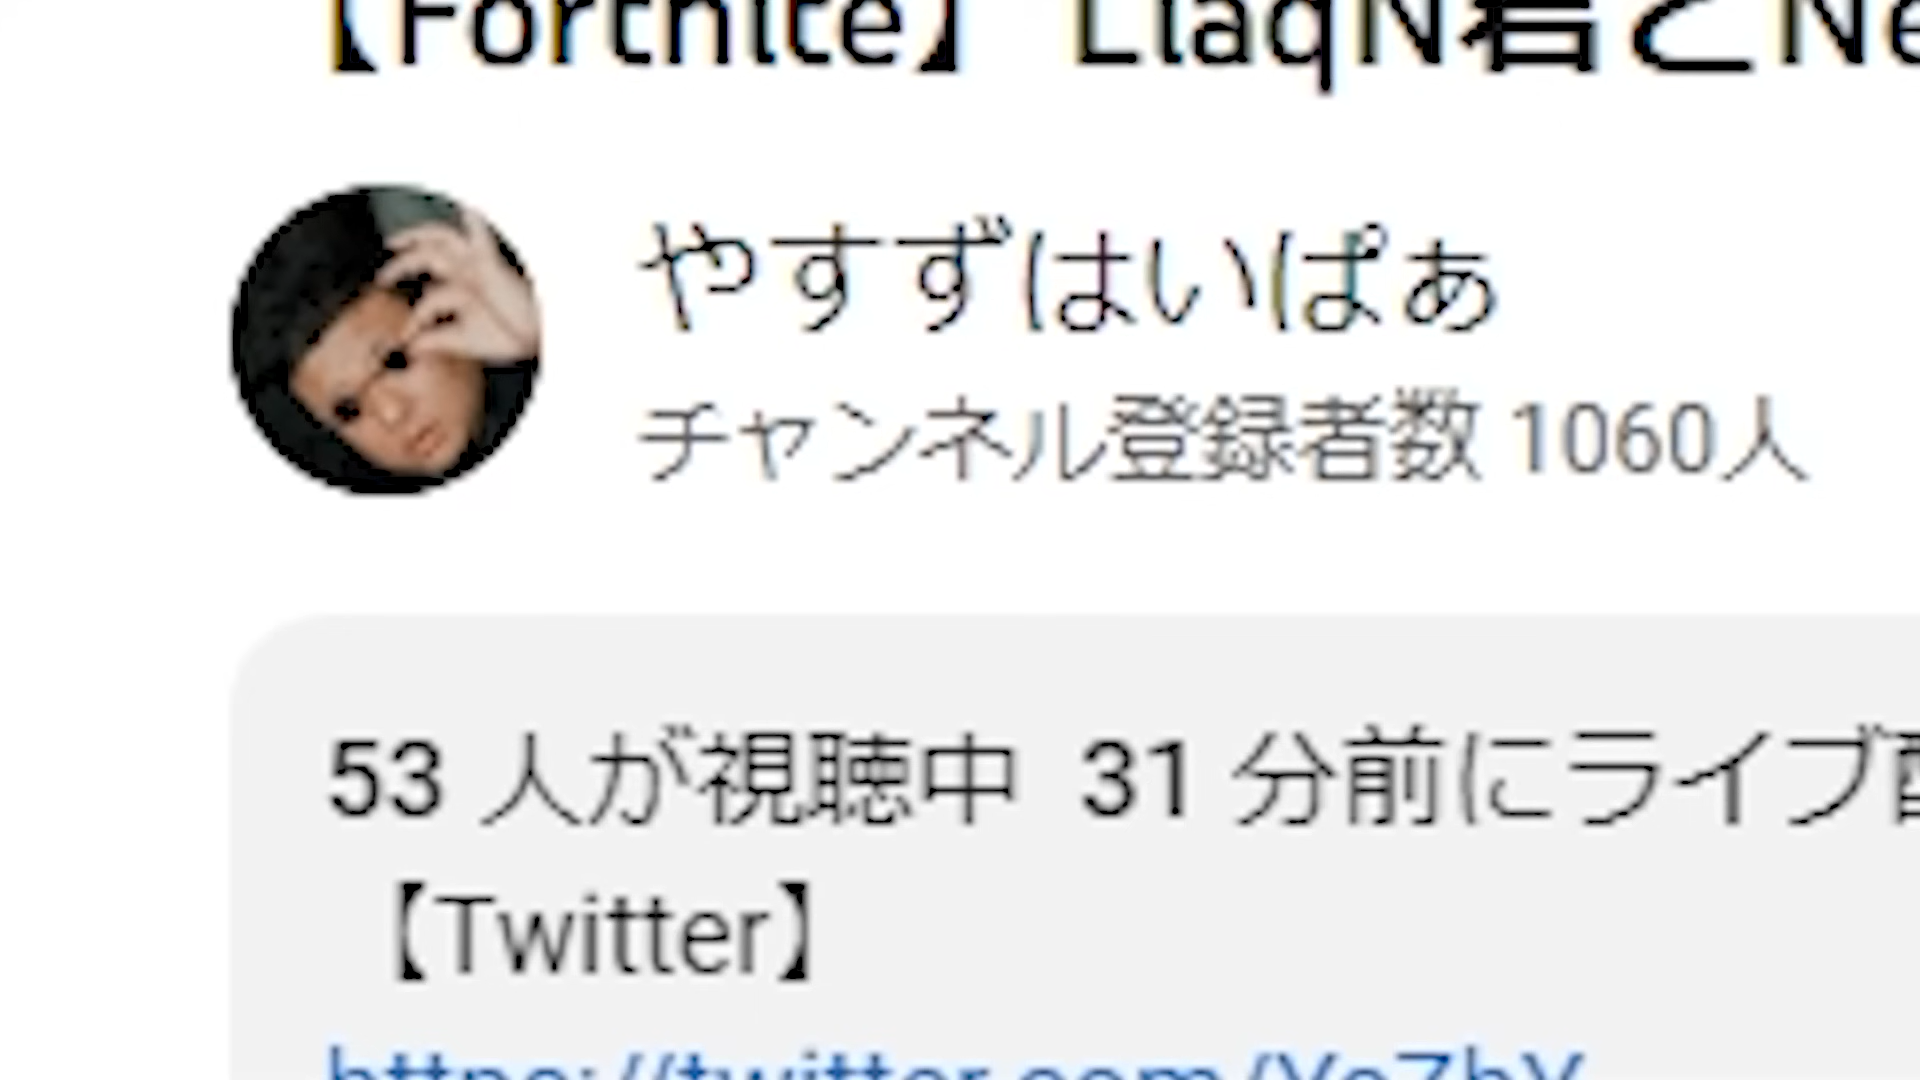 【Fortnite】 LiaqN君とNe
やすずはいぱぁ
チャンネル登録者数 1060人
53 人が視聴中 31 分前にライブ配
【Twitter】
https://twitter.com/YsZhY